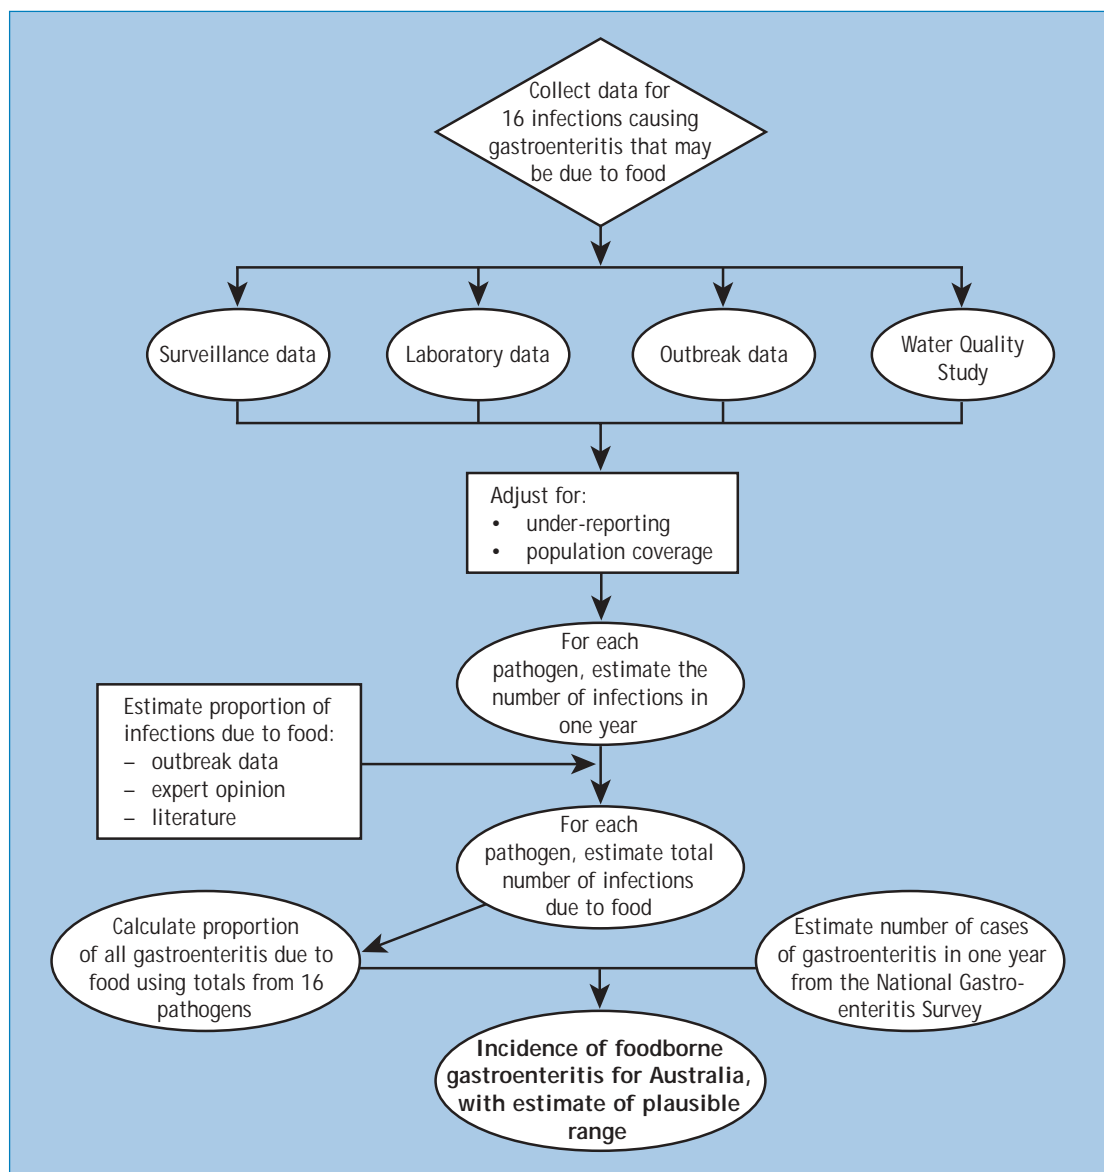 Collect data for
16 infections causing
gastroenteritis that may
be due to food
Surveillance data
Laboratory data
Outbreak data
Water Quality
Study
Adjust for:
• under-reporting
• population coverage
For each
pathogen, estimate the
number of infections in
one year
Estimate proportion of
infections due to food:
– outbreak data
– expert opinion
– literature
For each
pathogen, estimate total
number of infections
due to food
Calculate proportion
of all gastroenteritis due to
food using totals from 16
pathogens
Estimate number of cases
of gastroenteritis in one year
from the National Gastro-
enteritis Survey
Incidence of foodborne
gastroenteritis for Australia,
with estimate of plausible
range